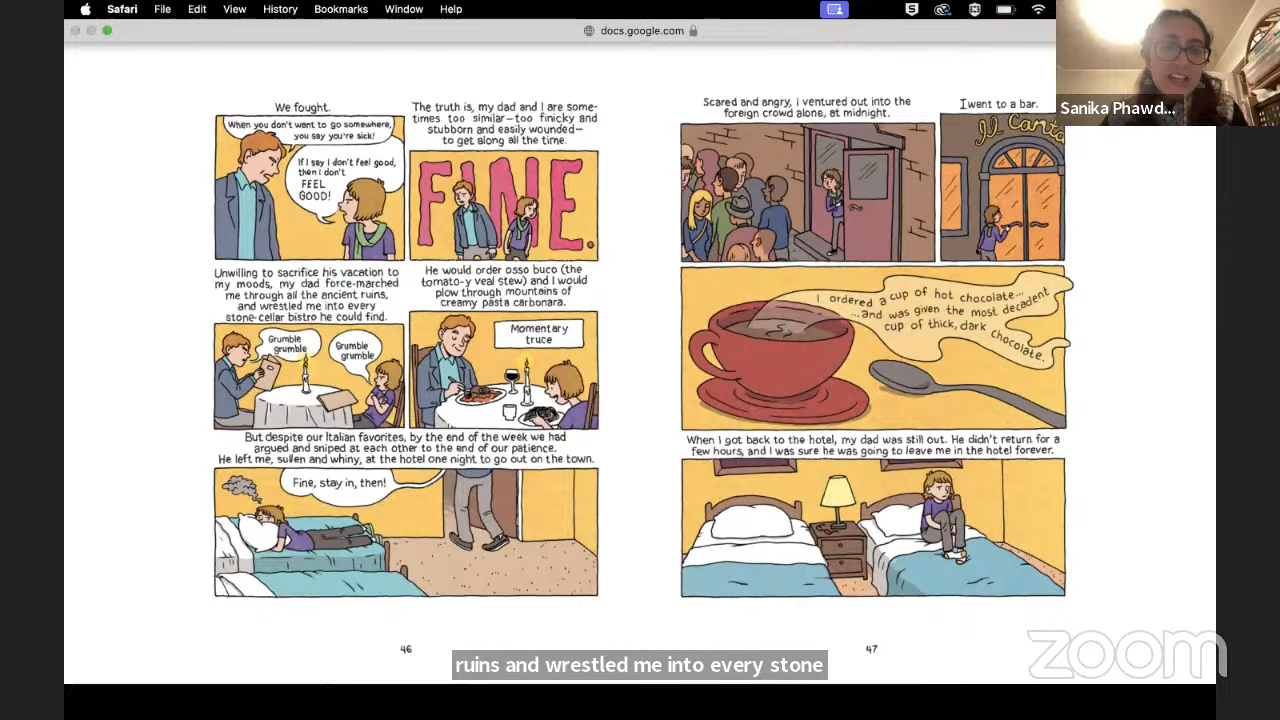 Safari File Edit View History Bookmarks Window Help
docs.google.com
Sanika Phawd...
We fought.
When you don't want to go somewhere,
you say you're sick!
If I say I don't feel good,
then I don't
FEEL
GOOD!
The truth is, my dad and I are some-
times too similar—too finicky and
stubborn and easily wounded—
to get along all the time.
FINE.
Unwilling to sacrifice his vacation to
my moods, my dad force-marched
me through all the ancient ruins,
and wrestled me into every
stone-cellar bistro he could find.
Grumble
grumble
Grumble
grumble
He would order osso buco (the
tomato-y veal stew) and I would
plow through mountains of
creamy pasta carbonara.
Momentary
truce
But despite our Italian favorites, by the end of the week we had
argued and sniped at each other to the end of our patience.
He left me, sullen and whiny, at the hotel one night to go out on the town.
Fine, stay in, then!
46
Scared and angry, I ventured out into the
foreign crowd alone, at midnight.
I went to a bar.
Il Canto
I ordered a cup of hot chocolate...
...and was given the most decadent
cup of thick, dark chocolate.
When I got back to the hotel, my dad was still out. He didn't return for a
few hours, and I was sure he was going to leave me in the hotel forever.
47
ruins and wrestled me into every stone
zoom